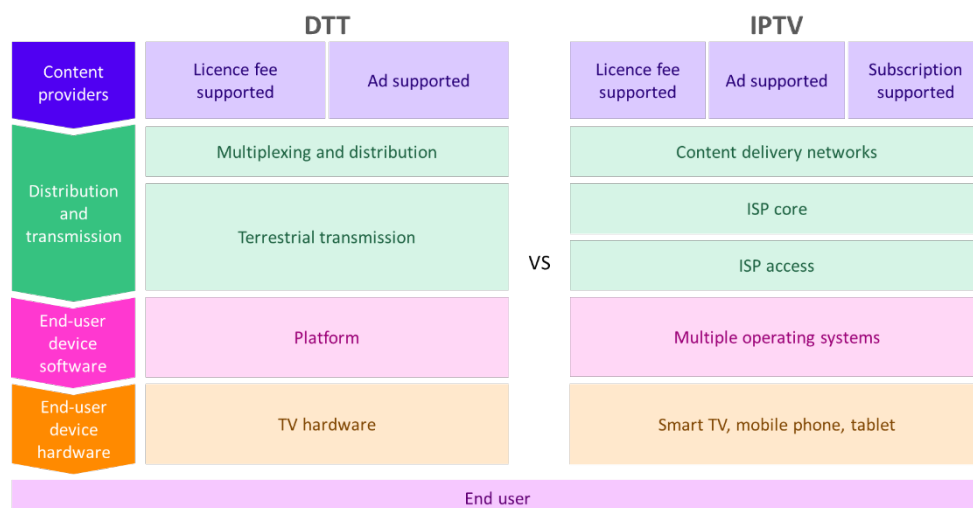 DTT
IPTV
Content
providers
Licence fee
supported
Ad supported
Licence fee
supported
Ad supported
Subscription
supported
Distribution
and
transmission
Multiplexing and distribution
Content delivery networks
Terrestrial transmission
ISP core
VS
ISP access
End-user
device
software
Platform
Multiple operating systems
End-user
device
hardware
TV hardware
Smart TV, mobile phone, tablet
End user